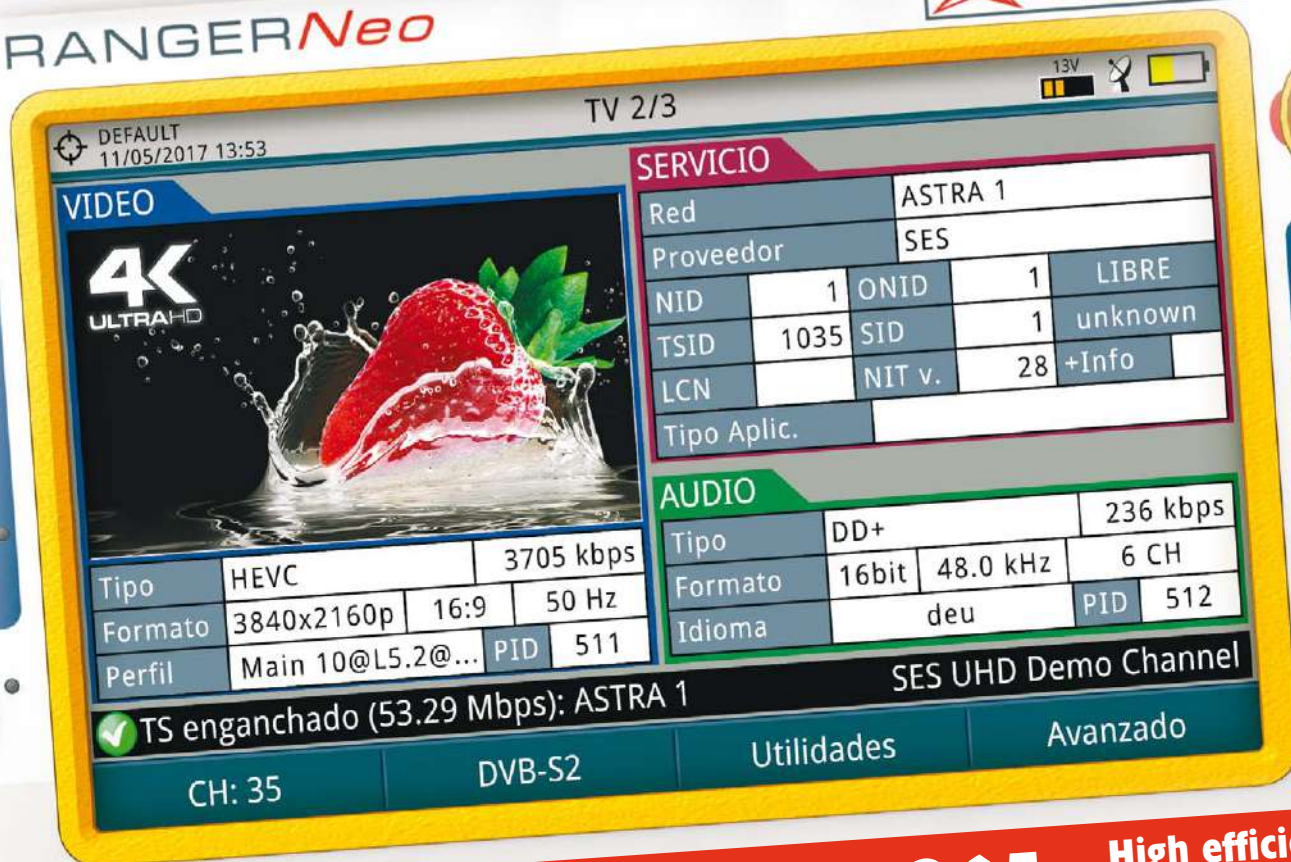 RANGERNeo
DEFAULT
11/05/2017 13:53
TV 2/3
13V
VIDEO
4K
ULTRAHD
Tipo HEVC 3705 kbps
Formato 3840x2160p 16:9 50 Hz
Perfil Main 10@L5.2@... PID 511
SERVICIO
Red ASTRA 1
Proveedor SES
NID 1 ONID 1 LIBRE
TSID 1035 SID 1 unknown
LCN NIT v. 28 +Info
Tipo Aplic.
AUDIO
Tipo DD+ 236 kbps
Formato 16bit 48.0 kHz 6 CH
Idioma deu PID 512
TS enganchado (53.29 Mbps): ASTRA 1 SES UHD Demo Channel
CH: 35 DVB-S2 Utilidades Avanzado
High